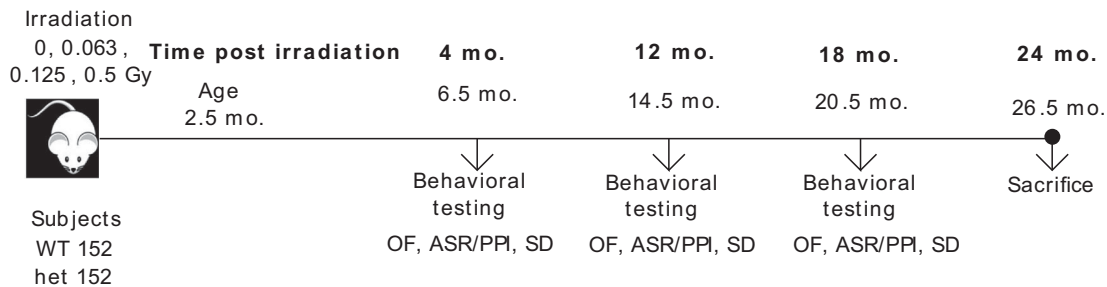 Irradiation
0, 0.063 ,
0.125 , 0.5 Gy
Time post irradiation 4 mo. 12 mo. 18 mo. 24 mo.
Age
2.5 mo. 6.5 mo. 14.5 mo. 20.5 mo. 26.5 mo.
Behavioral
testing
OF, ASR/PPI, SD
Behavioral
testing
OF, ASR/PPI, SD
Behavioral
testing
OF, ASR/PPI, SD
Sacrifice
Subjects
WT 152
het 152